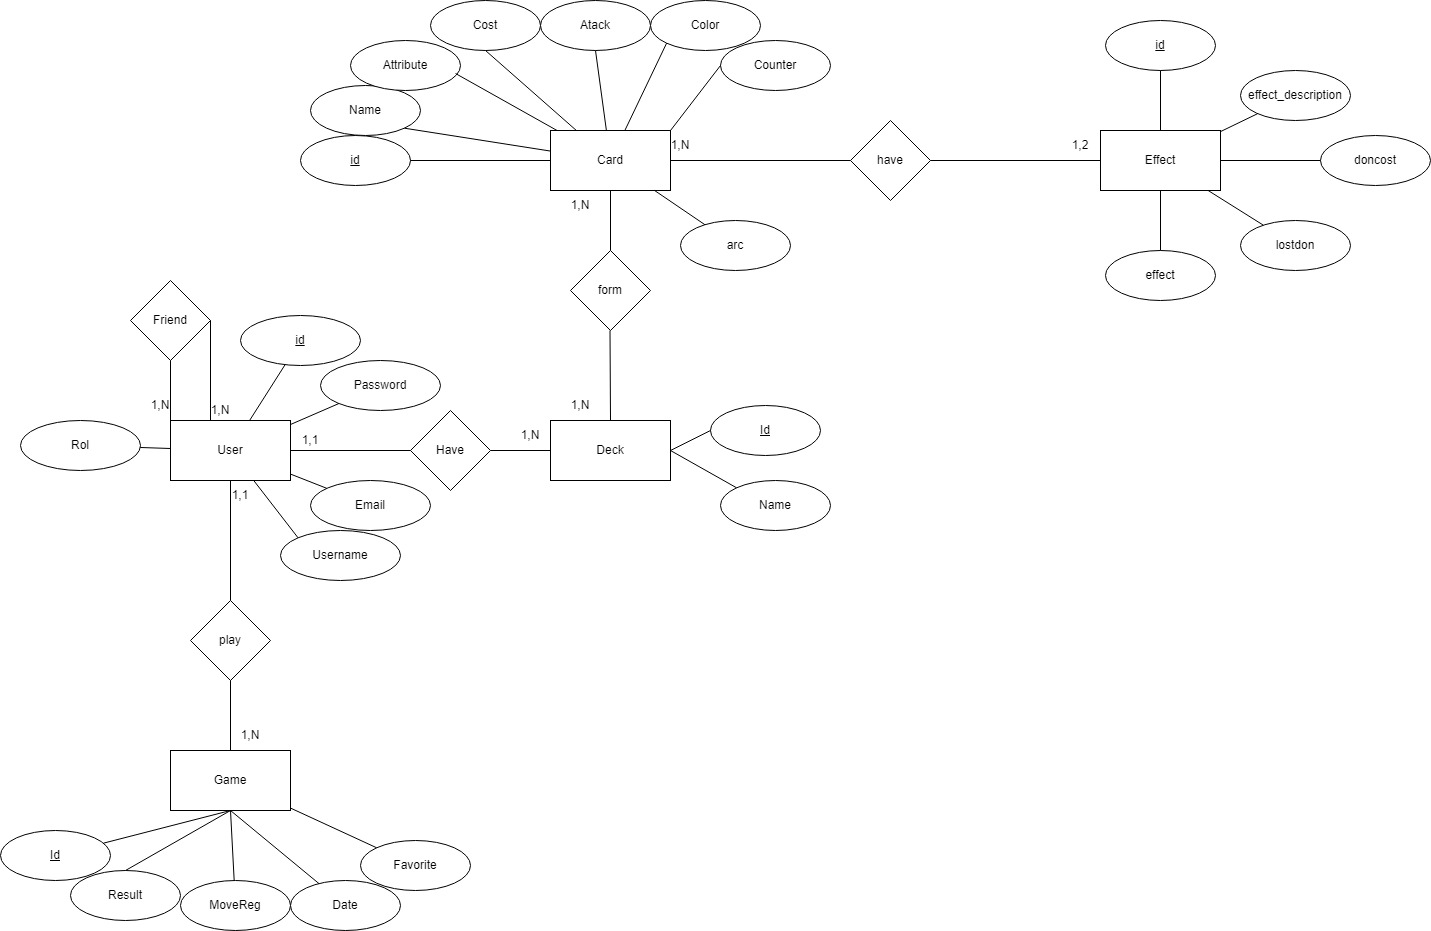 Cost
Atack
Color
id
Attribute
Counter
effect_description
Name
1,N
1,2
id
Card
have
Effect
doncost
1,N
arc
lostdon
effect
form
Friend
id
Password
1,N
1,N
1,N
Id
Rol
User
1,1
Have
1,N
Deck
1,1
Email
Name
Username
play
1,N
Game
Id
Favorite
Result
MoveReg
Date